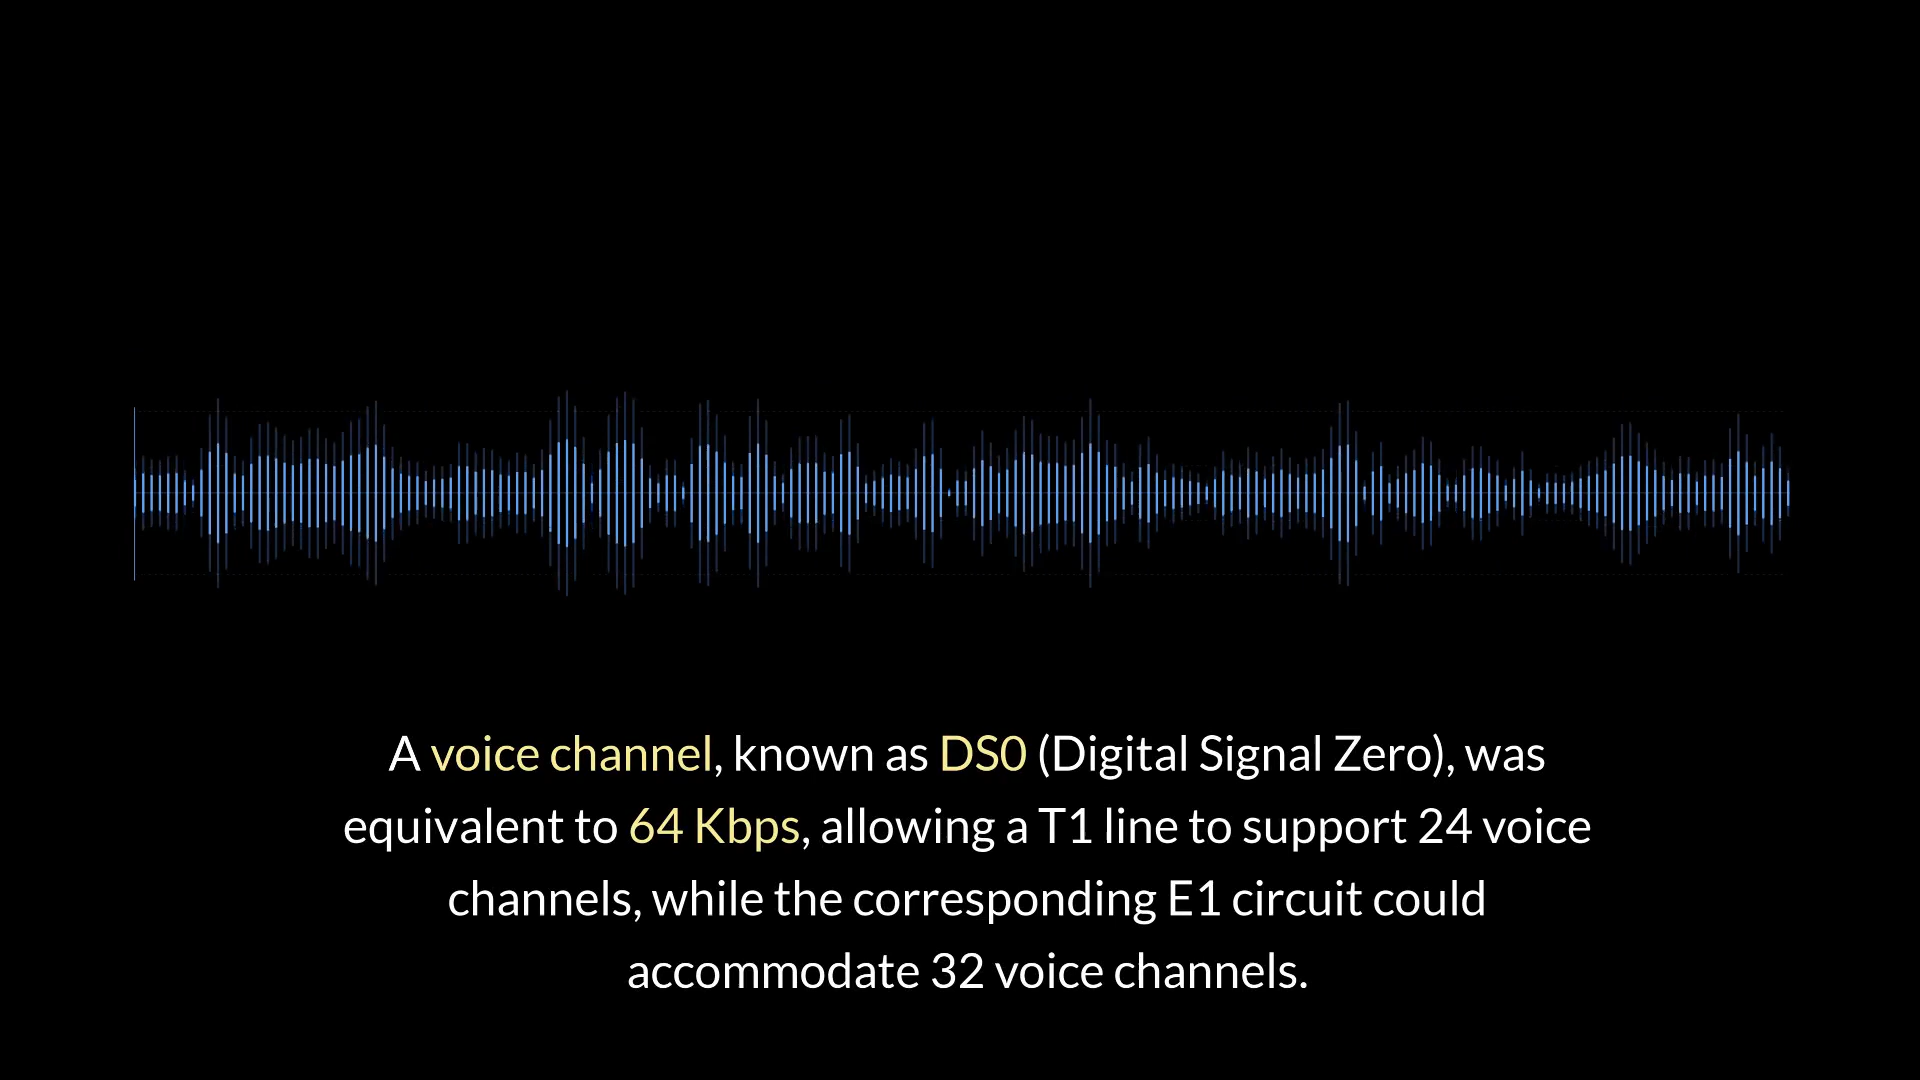 A voice channel, known as DS0 (Digital Signal Zero), was
equivalent to 64 Kbps, allowing a T1 line to support 24 voice
channels, while the corresponding E1 circuit could
accommodate 32 voice channels.